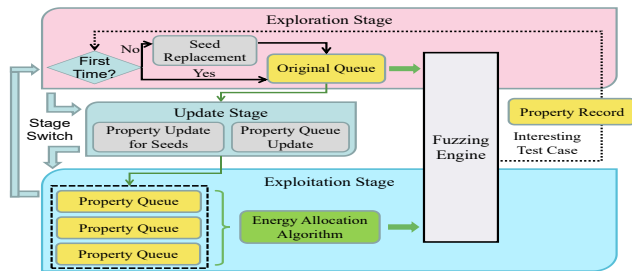 Exploration Stage
First
Time?
No
Yes
Seed
Replacement
Original Queue
Stage
Switch
Update Stage
Property Update
for Seeds
Property Queue
Update
Fuzzing
Engine
Property Record
Interesting
Test Case
Exploitation Stage
Property Queue
Property Queue
Property Queue
Energy Allocation
Algorithm